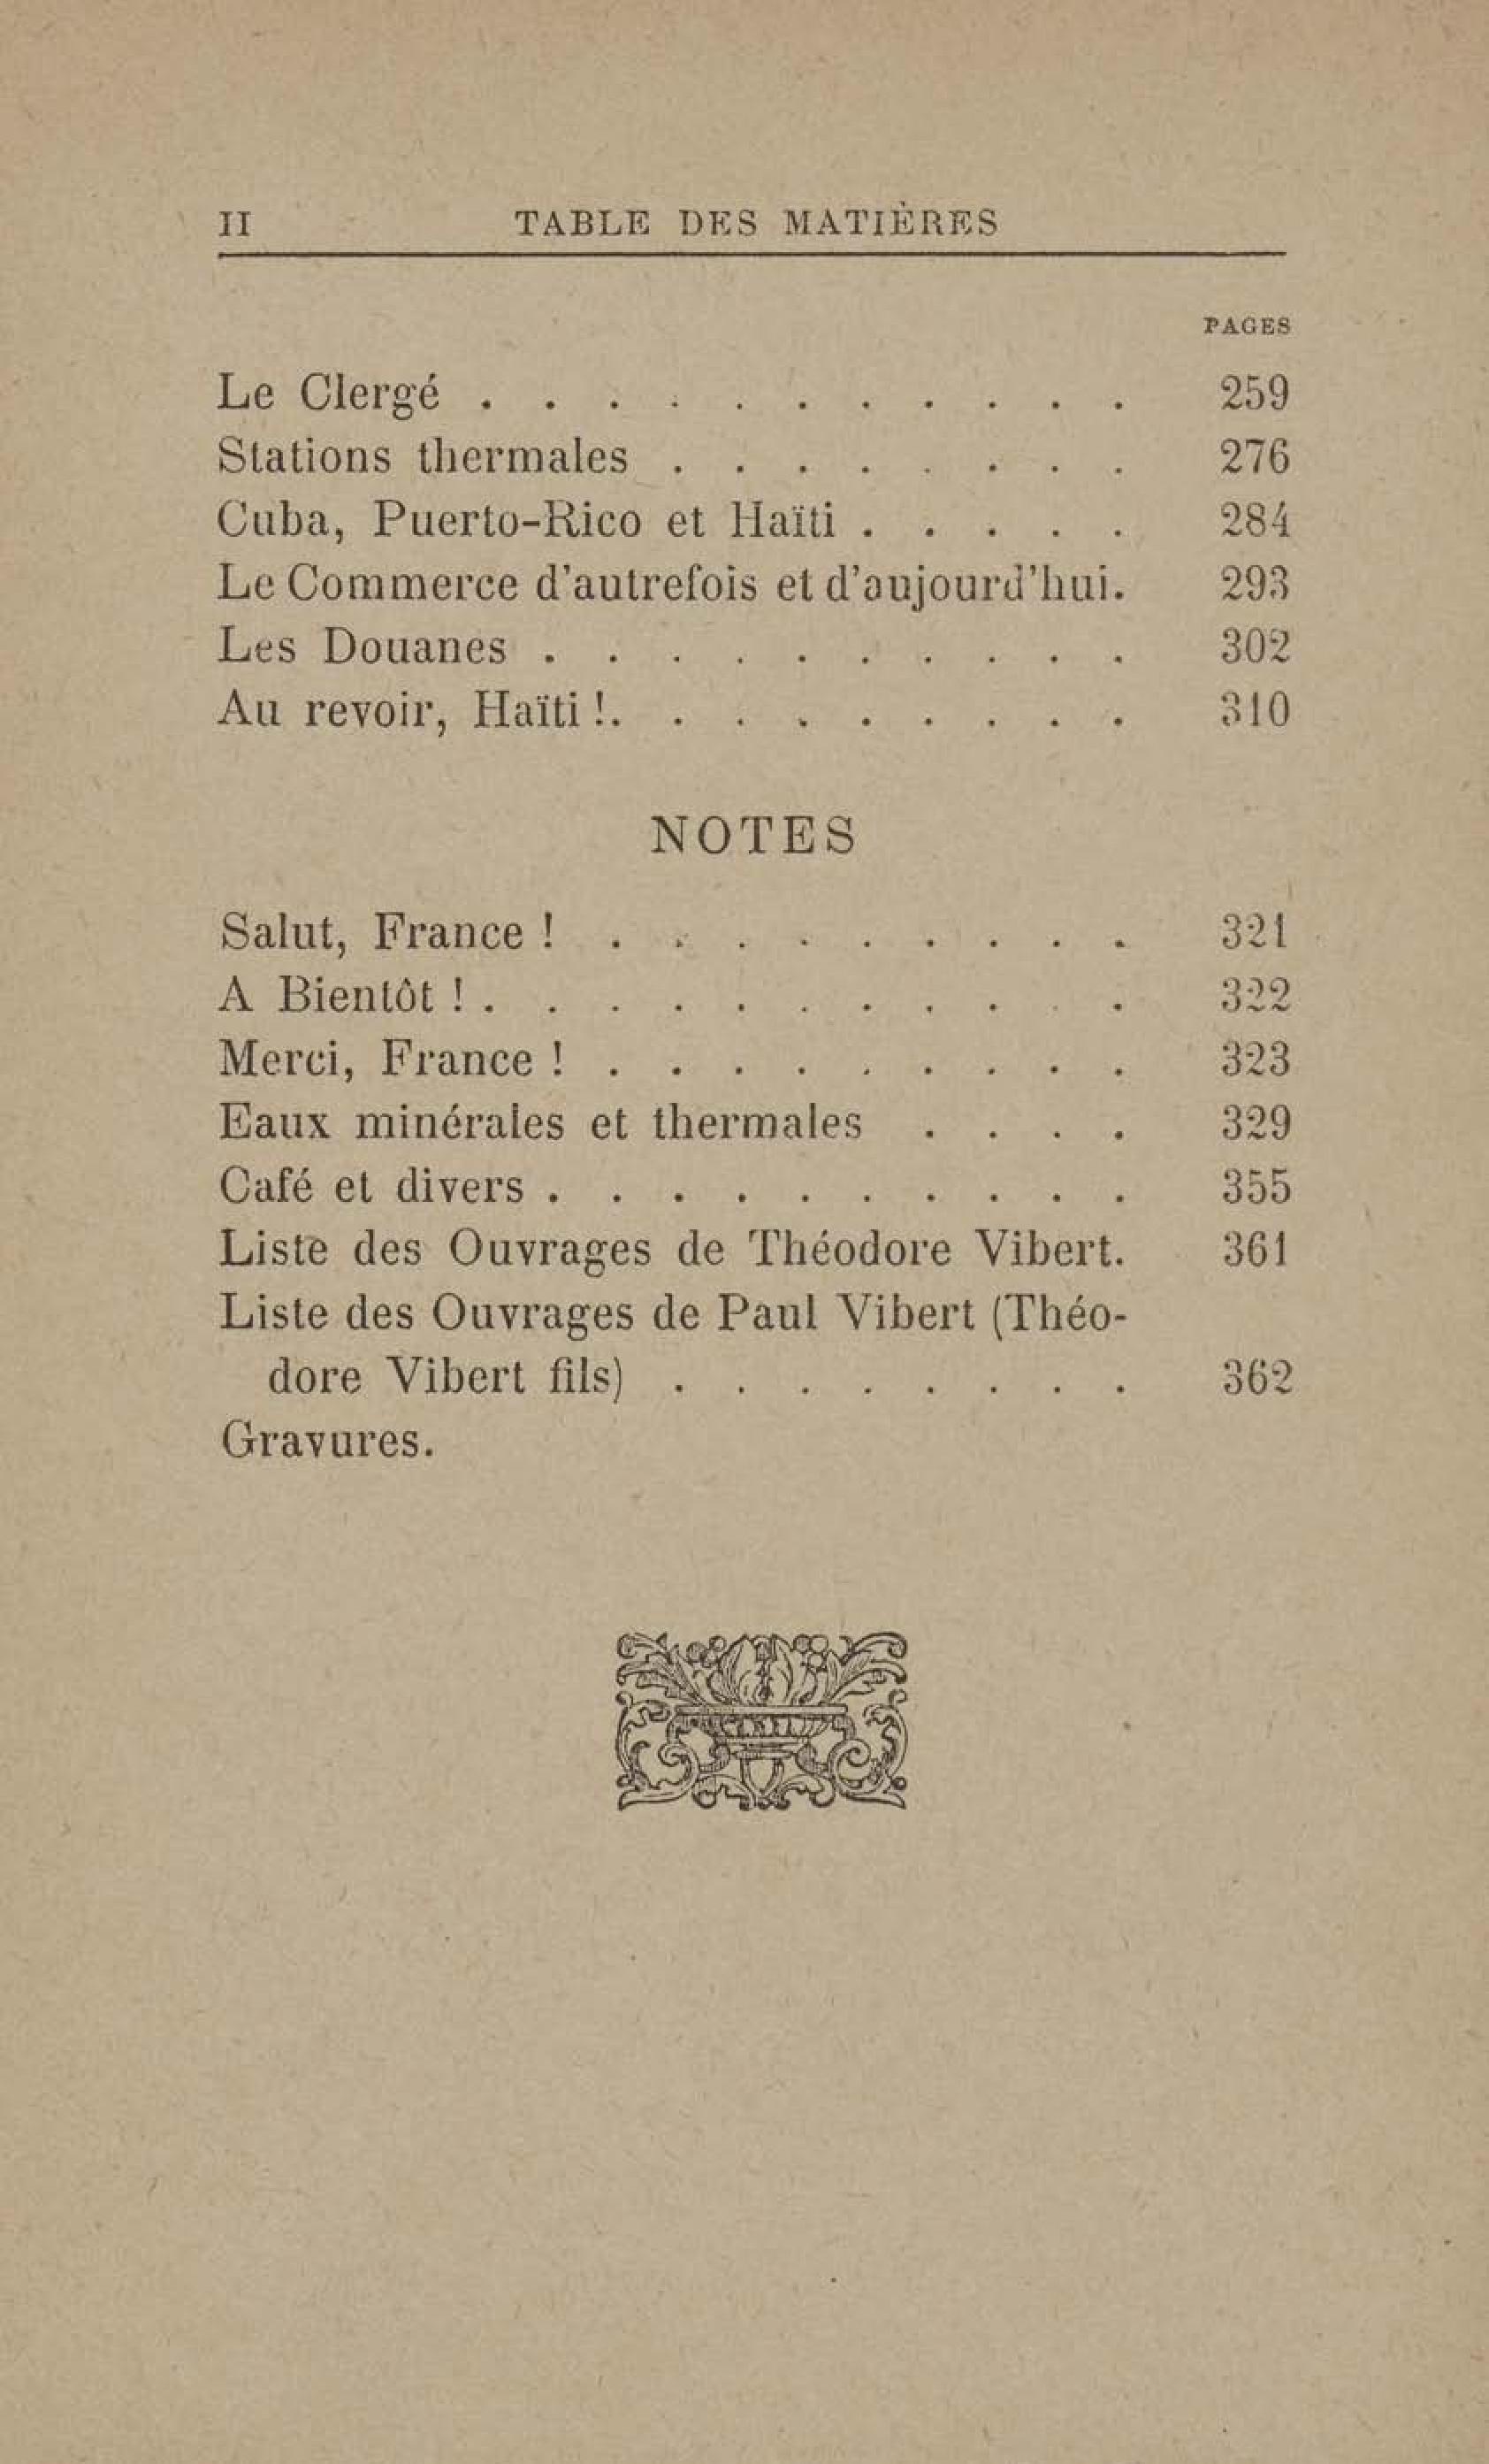 II TABLE DES MATIÈRES
PAGES
Le Clergé . . . . . . . . . . . 259
Stations thermales . . . . . . . . 276
Cuba, Puerto-Rico et Haïti . . . . . 284
Le Commerce d'autrefois et d'aujourd'hui. 293
Les Douanes . . . . . . . . . . 302
Au revoir, Haïti !. . . . . . . . . 310
NOTES
Salut, France ! . . . . . . . . . 321
A Bientôt ! . . . . . . . . . . . 322
Merci, France ! . . . . . . . . . 323
Eaux minérales et thermales . . . . 329
Café et divers . . . . . . . . . . 355
Liste des Ouvrages de Théodore Vibert. 361
Liste des Ouvrages de Paul Vibert (Théo-
dore Vibert fils) . . . . . . . . 362
Gravures.